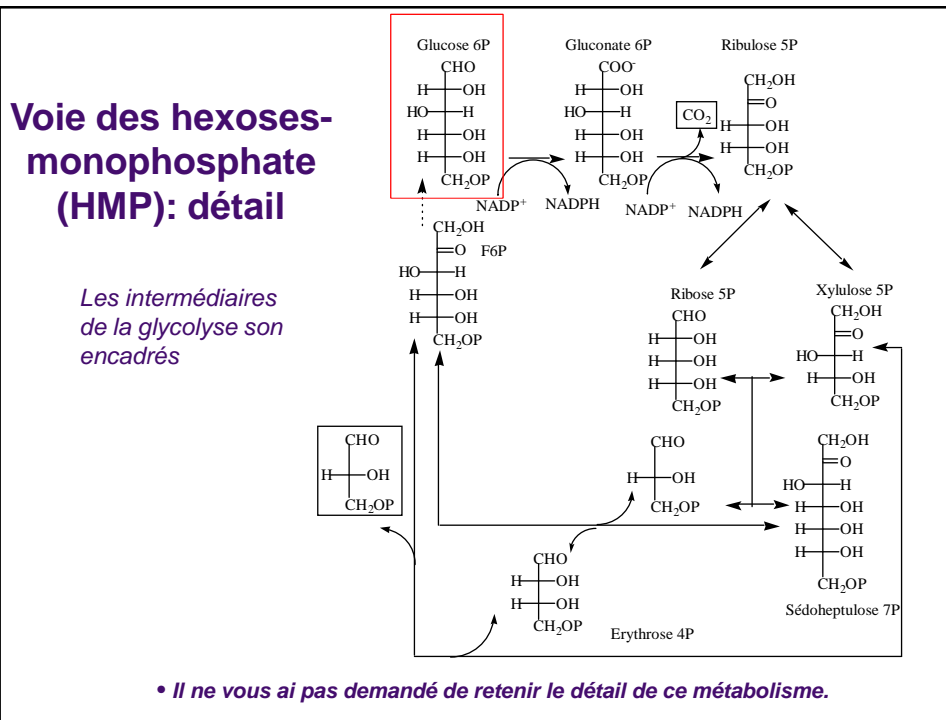 Voie des hexoses-
monophosphate
(HMP): détail
Les intermédiaires
de la glycolyse son
encadrés
Glucose 6P
CHO
H OH
HO H
H OH
H OH
CH₂OP
NADP⁺ NADPH
Gluconate 6P
COO⁻
H OH
HO H
H OH
H OH
CH₂OP
NADP⁺ NADPH
CO₂
Ribulose 5P
CH₂OH
=O
H OH
H OH
CH₂OP
CH₂OH
=O F6P
HO H
H OH
H OH
CH₂OP
Ribose 5P
CHO
H OH
H OH
H OH
CH₂OP
Xylulose 5P
CH₂OH
=O
HO H
H OH
CH₂OP
CHO
H OH
CH₂OP
CHO
H OH
CH₂OP
CH₂OH
=O
HO H
H OH
H OH
H OH
CH₂OP
Sédoheptulose 7P
CHO
H OH
H OH
CH₂OP
Erythrose 4P
• Il ne vous ai pas demandé de retenir le détail de ce métabolisme.